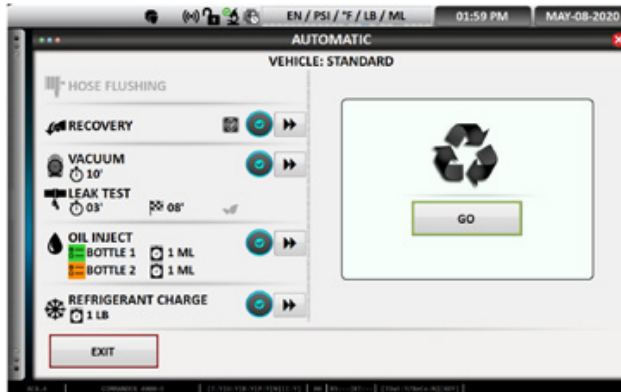 EN / PSI / °F / LB / ML
01:59 PM
MAY-08-2020
AUTOMATIC
VEHICLE: STANDARD
HOSE FLUSHING
RECOVERY
VACUUM
10'
LEAK TEST
03' 08'
OIL INJECT
BOTTLE 1 1 ML
BOTTLE 2 1 ML
REFRIGERANT CHARGE
1 LB
GO
EXIT